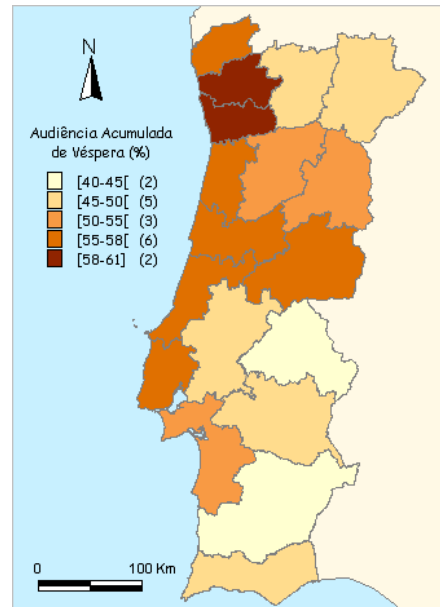 N
Audiência Acumulada
de Véspera (%)
[40-45[ (2)
[45-50[ (5)
[50-55[ (3)
[55-58[ (6)
[58-61] (2)
0 100 Km